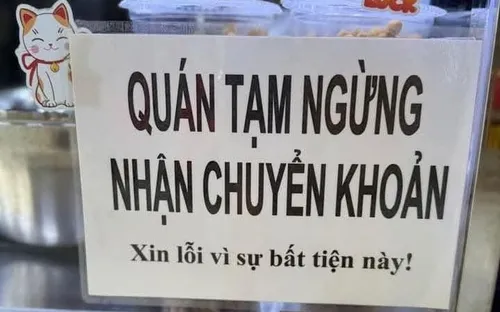 QUÁN TẠM NGỪNG
NHẬN CHUYỂN KHOẢN
Xin lỗi vì sự bất tiện này!